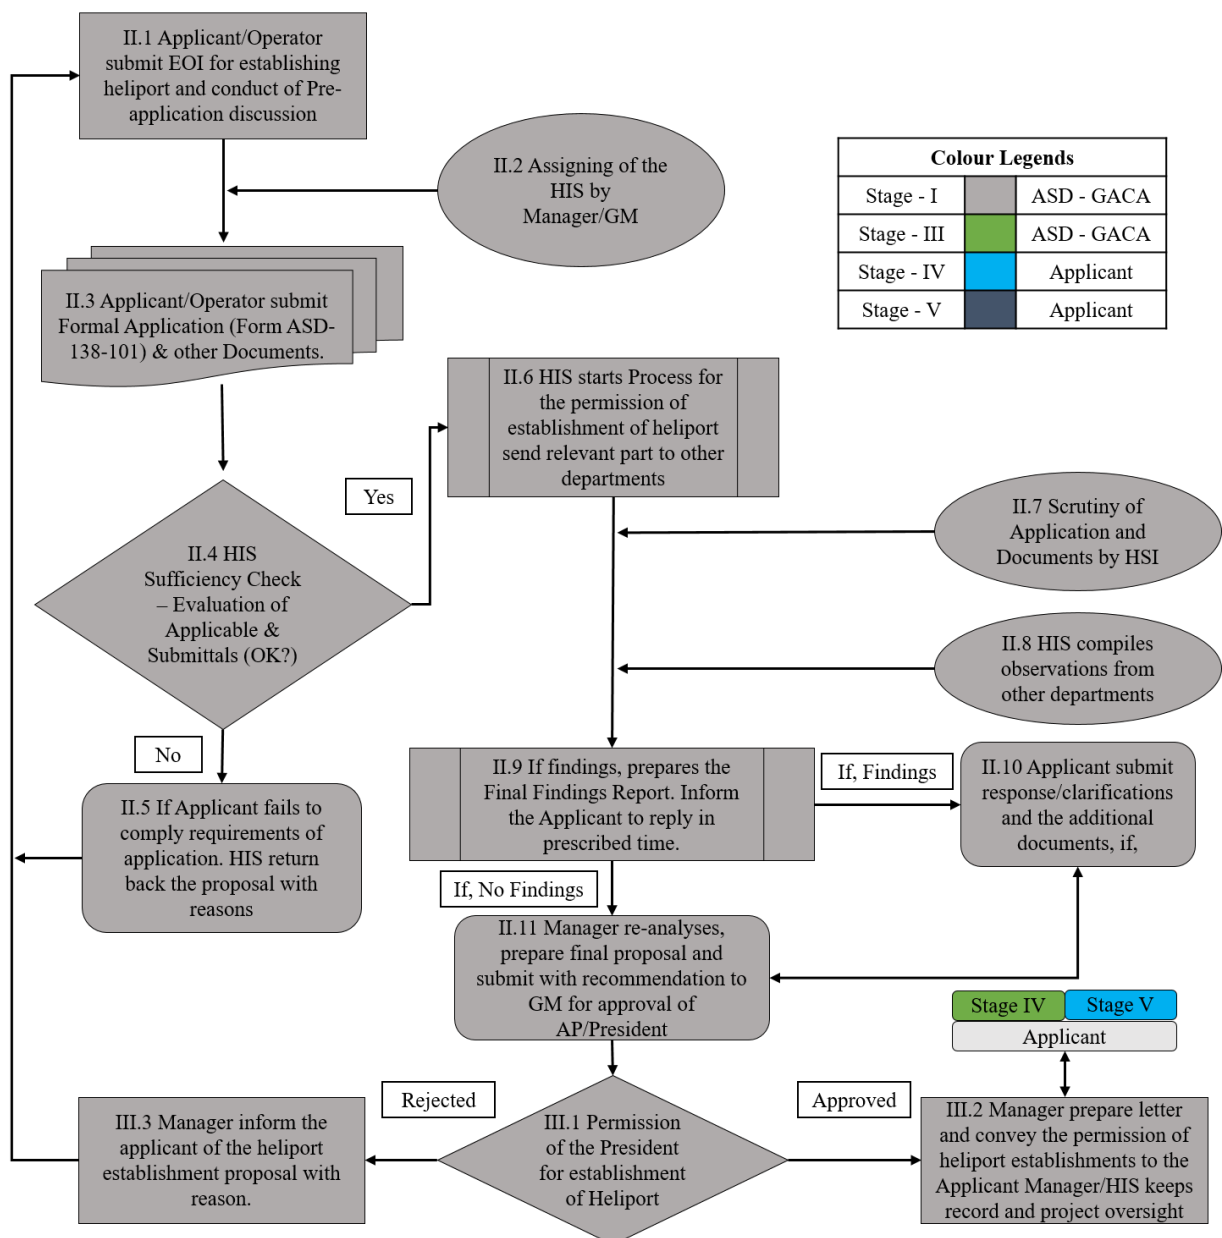 II.1 Applicant/Operator
submit EOI for establishing
heliport and conduct of Pre-
application discussion
II.2 Assigning of the
HIS by
Manager/GM
Colour Legends
Stage - I ASD - GACA
Stage - III ASD - GACA
Stage - IV Applicant
Stage - V Applicant
II.3 Applicant/Operator submit
Formal Application (Form ASD-
138-101) & other Documents.
II.6 HIS starts Process for
the permission of
establishment of heliport
send relevant part to other
departments
Yes
II.4 HIS
Sufficiency Check
– Evaluation of
Applicable &
Submittals (OK?)
II.7 Scrutiny of
Application and
Documents by HSI
II.8 HIS compiles
observations from
other departments
No
II.5 If Applicant fails to
comply requirements of
application. HIS return
back the proposal with
reasons
II.9 If findings, prepares the
Final Findings Report. Inform
the Applicant to reply in
prescribed time.
If, Findings
II.10 Applicant submit
response/clarifications
and the additional
documents, if,
If, No Findings
II.11 Manager re-analyses,
prepare final proposal and
submit with recommendation to
GM for approval of
AP/President
Stage IV Stage V
Applicant
III.3 Manager inform the
applicant of the heliport
establishment proposal with
reason.
Rejected
III.1 Permission
of the President
for establishment
of Heliport
Approved
III.2 Manager prepare letter
and convey the permission of
heliport establishments to the
Applicant Manager/HIS keeps
record and project oversight